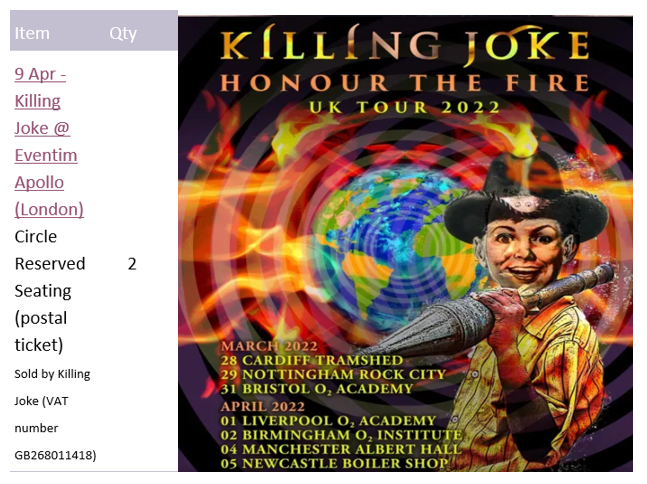 Item Qty
9 Apr -
Killing
Joke @
Eventim
Apollo
(London)
Circle
Reserved 2
Seating
(postal
ticket)
Sold by Killing
Joke (VAT
number
GB268011418)
KILLING JOKE
HONOUR THE FIRE
UK TOUR 2022
MARCH 2022
28 CARDIFF TRAMSHED
29 NOTTINGHAM ROCK CITY
31 BRISTOL O₂ ACADEMY
APRIL 2022
01 LIVERPOOL O₂ ACADEMY
02 BIRMINGHAM O₂ INSTITUTE
04 MANCHESTER ALBERT HALL
05 NEWCASTLE BOILER SHOP